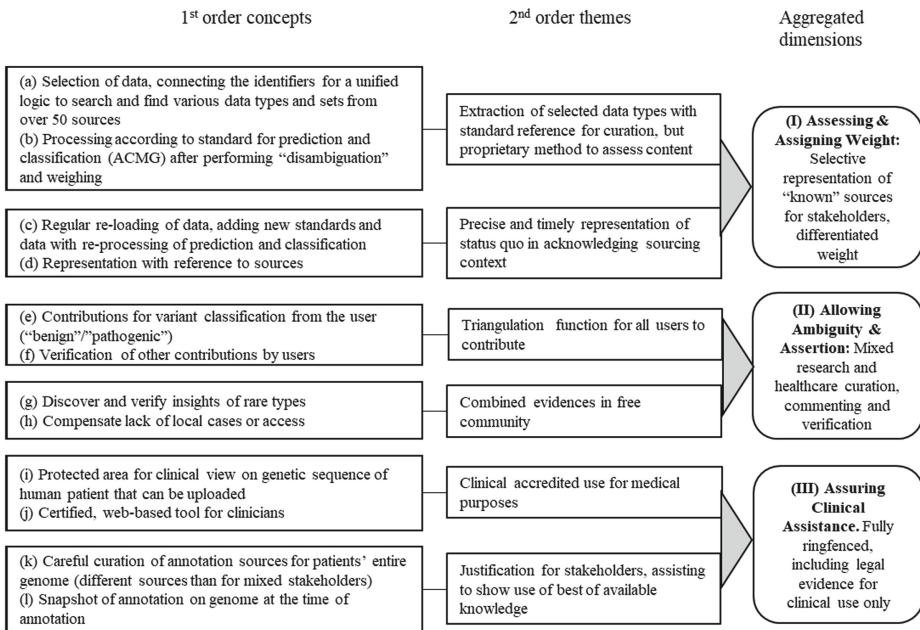 1st order concepts
2nd order themes
Aggregated
dimensions
(a) Selection of data, connecting the identifiers for a unified
logic to search and find various data types and sets from
over 50 sources
(b) Processing according to standard for prediction and
classification (ACMG) after performing “disambiguation”
and weighing
Extraction of selected data types with
standard reference for curation, but
proprietary method to assess content
(I) Assessing &
Assigning Weight:
Selective
representation of
“known” sources
for stakeholders,
differentiated
weight
(c) Regular re-loading of data, adding new standards and
data with re-processing of prediction and classification
(d) Representation with reference to sources
Precise and timely representation of
status quo in acknowledging sourcing
context
(e) Contributions for variant classification from the user
(“benign”/”pathogenic”)
(f) Verification of other contributions by users
Triangulation function for all users to
contribute
(II) Allowing
Ambiguity &
Assertion: Mixed
research and
healthcare curation,
commenting and
verification
(g) Discover and verify insights of rare types
(h) Compensate lack of local cases or access
Combined evidences in free
community
(i) Protected area for clinical view on genetic sequence of
human patient that can be uploaded
(j) Certified, web-based tool for clinicians
Clinical accredited use for medical
purposes
(III) Assuring
Clinical
Assistance. Fully
ringfenced,
including legal
evidence for
clinical use only
(k) Careful curation of annotation sources for patients’ entire
genome (different sources than for mixed stakeholders)
(l) Snapshot of annotation on genome at the time of
annotation
Justification for stakeholders, assisting
to show use of best of available
knowledge